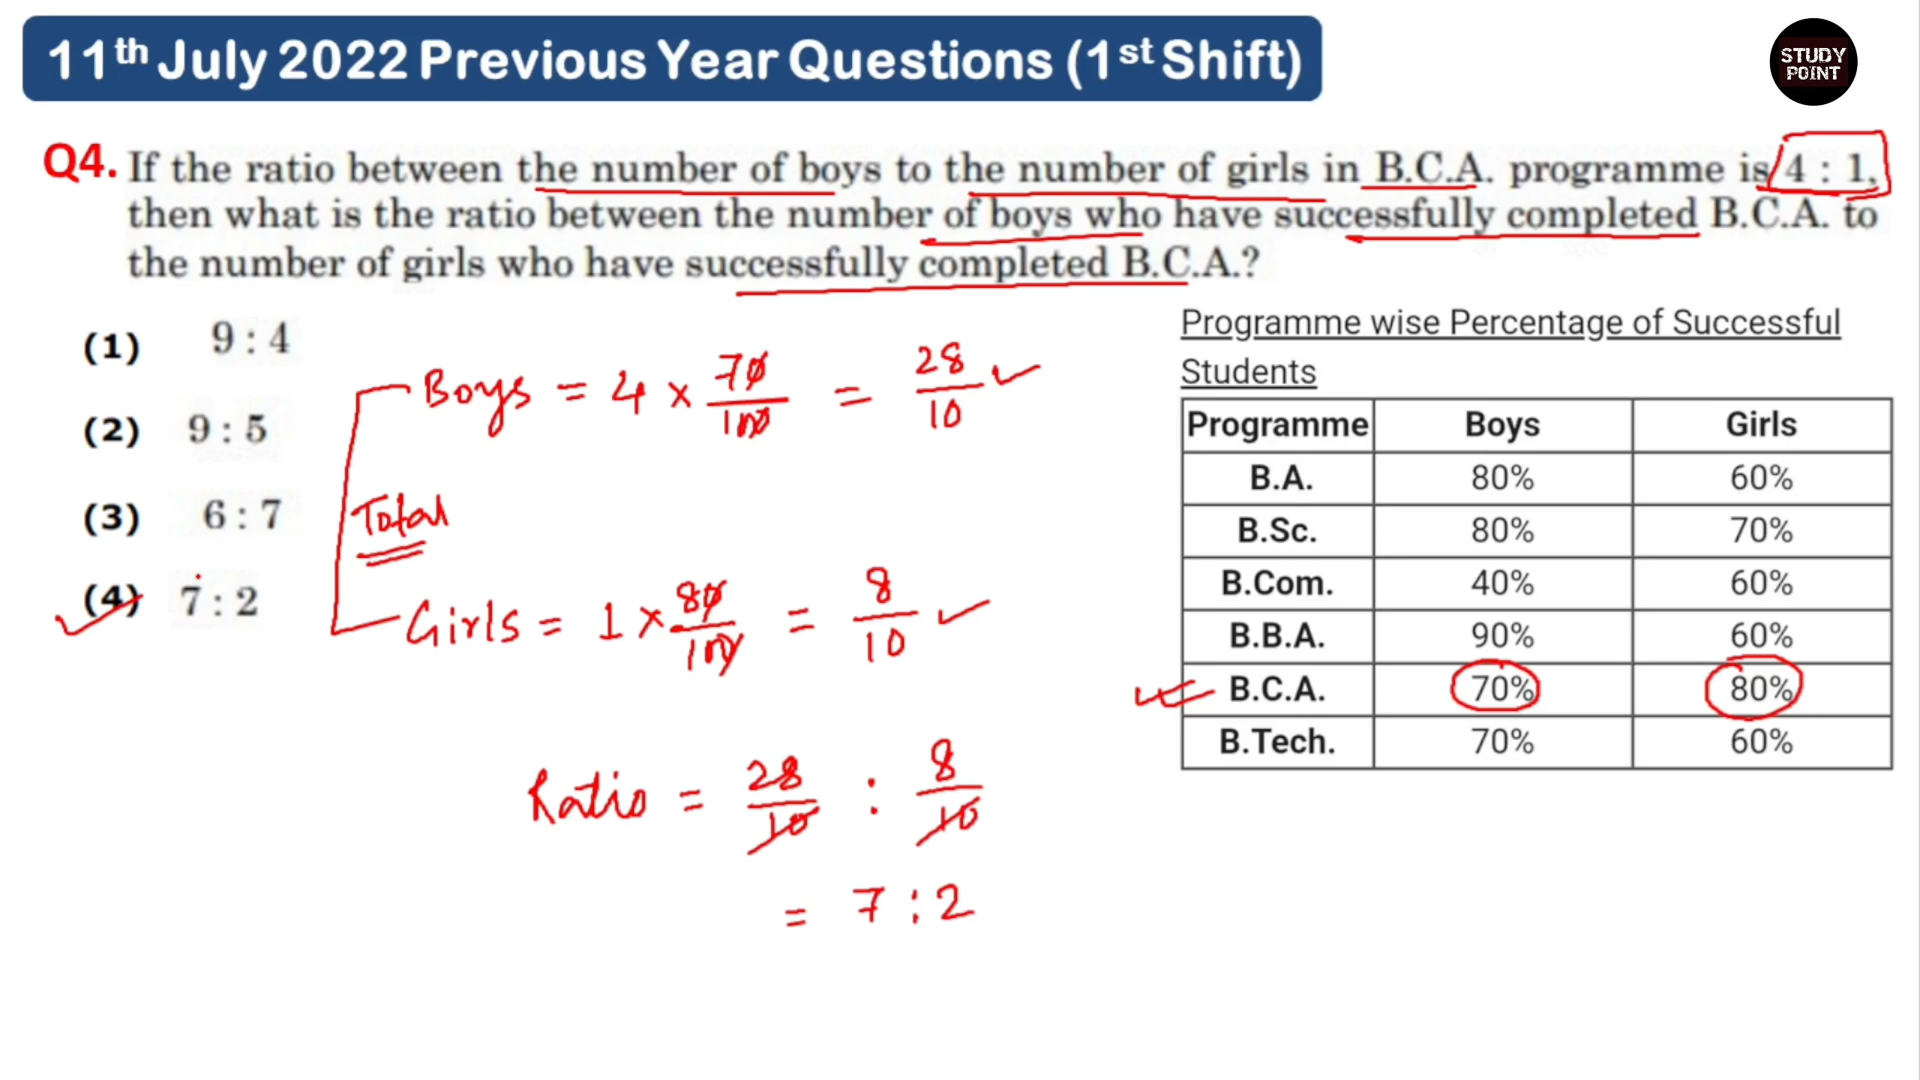 11th July 2022 Previous Year Questions (1st Shift)
STUDY
POINT
Q4. If the ratio between the number of boys to the number of girls in B.C.A. programme is 4 : 1,
then what is the ratio between the number of boys who have successfully completed B.C.A. to
the number of girls who have successfully completed B.C.A.?
(1) 9 : 4
(2) 9 : 5
(3) 6 : 7
(4) 7 : 2
Boys = 4 × 70/100 = 28/10
Total
Girls = 1 × 80/100 = 8/10
Ratio = 28/10 : 8/10
= 7 : 2
Programme wise Percentage of Successful
Students
Programme Boys Girls
B.A. 80% 60%
B.Sc. 80% 70%
B.Com. 40% 60%
B.B.A. 90% 60%
B.C.A. 70% 80%
B.Tech. 70% 60%